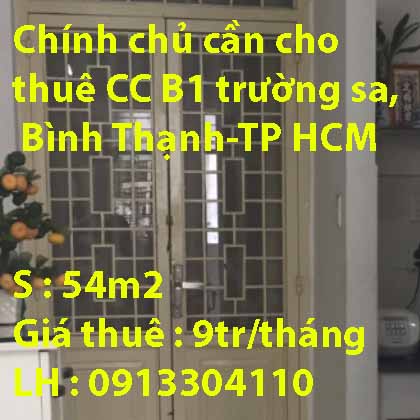 Chính chủ cần cho
thuê CC B1 trường sa,
Bình Thạnh-TP HCM
S : 54m2
Giá thuê : 9tr/tháng
LH : 0913304110